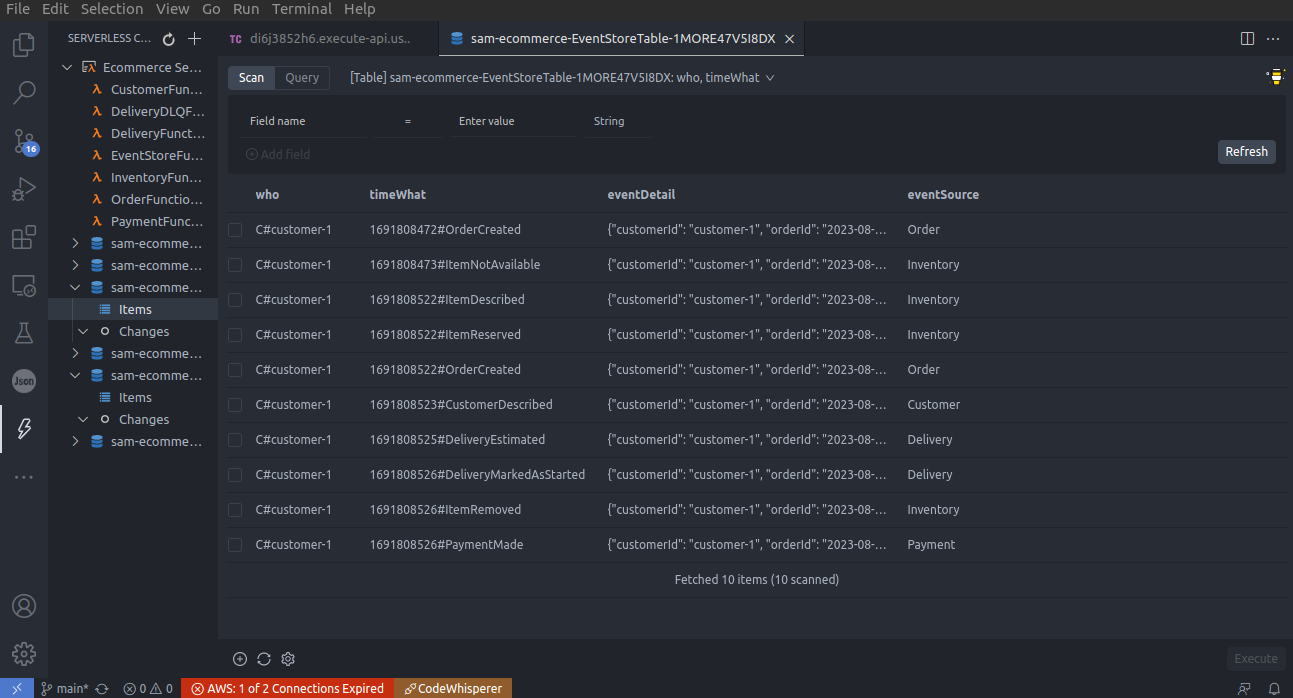 File Edit Selection View Go Run Terminal Help
SERVERLESS C...
TC di6j3852h6.execute-api.us...
sam-ecommerce-EventStoreTable-1MORE47V5I8DX
Ecommerce Se...
CustomerFun...
DeliveryDLQF...
DeliveryFunct...
EventStoreFu...
InventoryFun...
OrderFunctio...
PaymentFunc...
sam-ecomme...
sam-ecomme...
sam-ecomme...
Items
Changes
sam-ecomme...
sam-ecomme...
Items
Changes
sam-ecomme...
16
Json
Scan Query [Table] sam-ecommerce-EventStoreTable-1MORE47V5I8DX: who, timeWhat
Field name = Enter value String
Add field
Refresh
who timeWhat eventDetail eventSource
C#customer-1 1691808472#OrderCreated {"customerId": "customer-1", "orderId": "2023-08-... Order
C#customer-1 1691808473#ItemNotAvailable {"customerId": "customer-1", "orderId": "2023-08-... Inventory
C#customer-1 1691808522#ItemDescribed {"customerId": "customer-1", "orderId": "2023-08-... Inventory
C#customer-1 1691808522#ItemReserved {"customerId": "customer-1", "orderId": "2023-08-... Inventory
C#customer-1 1691808522#OrderCreated {"customerId": "customer-1", "orderId": "2023-08-... Order
C#customer-1 1691808523#CustomerDescribed {"customerId": "customer-1", "orderId": "2023-08-... Customer
C#customer-1 1691808525#DeliveryEstimated {"customerId": "customer-1", "orderId": "2023-08-... Delivery
C#customer-1 1691808526#DeliveryMarkedAsStarted {"customerId": "customer-1", "orderId": "2023-08-... Delivery
C#customer-1 1691808526#ItemRemoved {"customerId": "customer-1", "orderId": "2023-08-... Inventory
C#customer-1 1691808526#PaymentMade {"customerId": "customer-1", "orderId": "2023-08-... Payment
Fetched 10 items (10 scanned)
Execute
main* 0 0 AWS: 1 of 2 Connections Expired CodeWhisperer